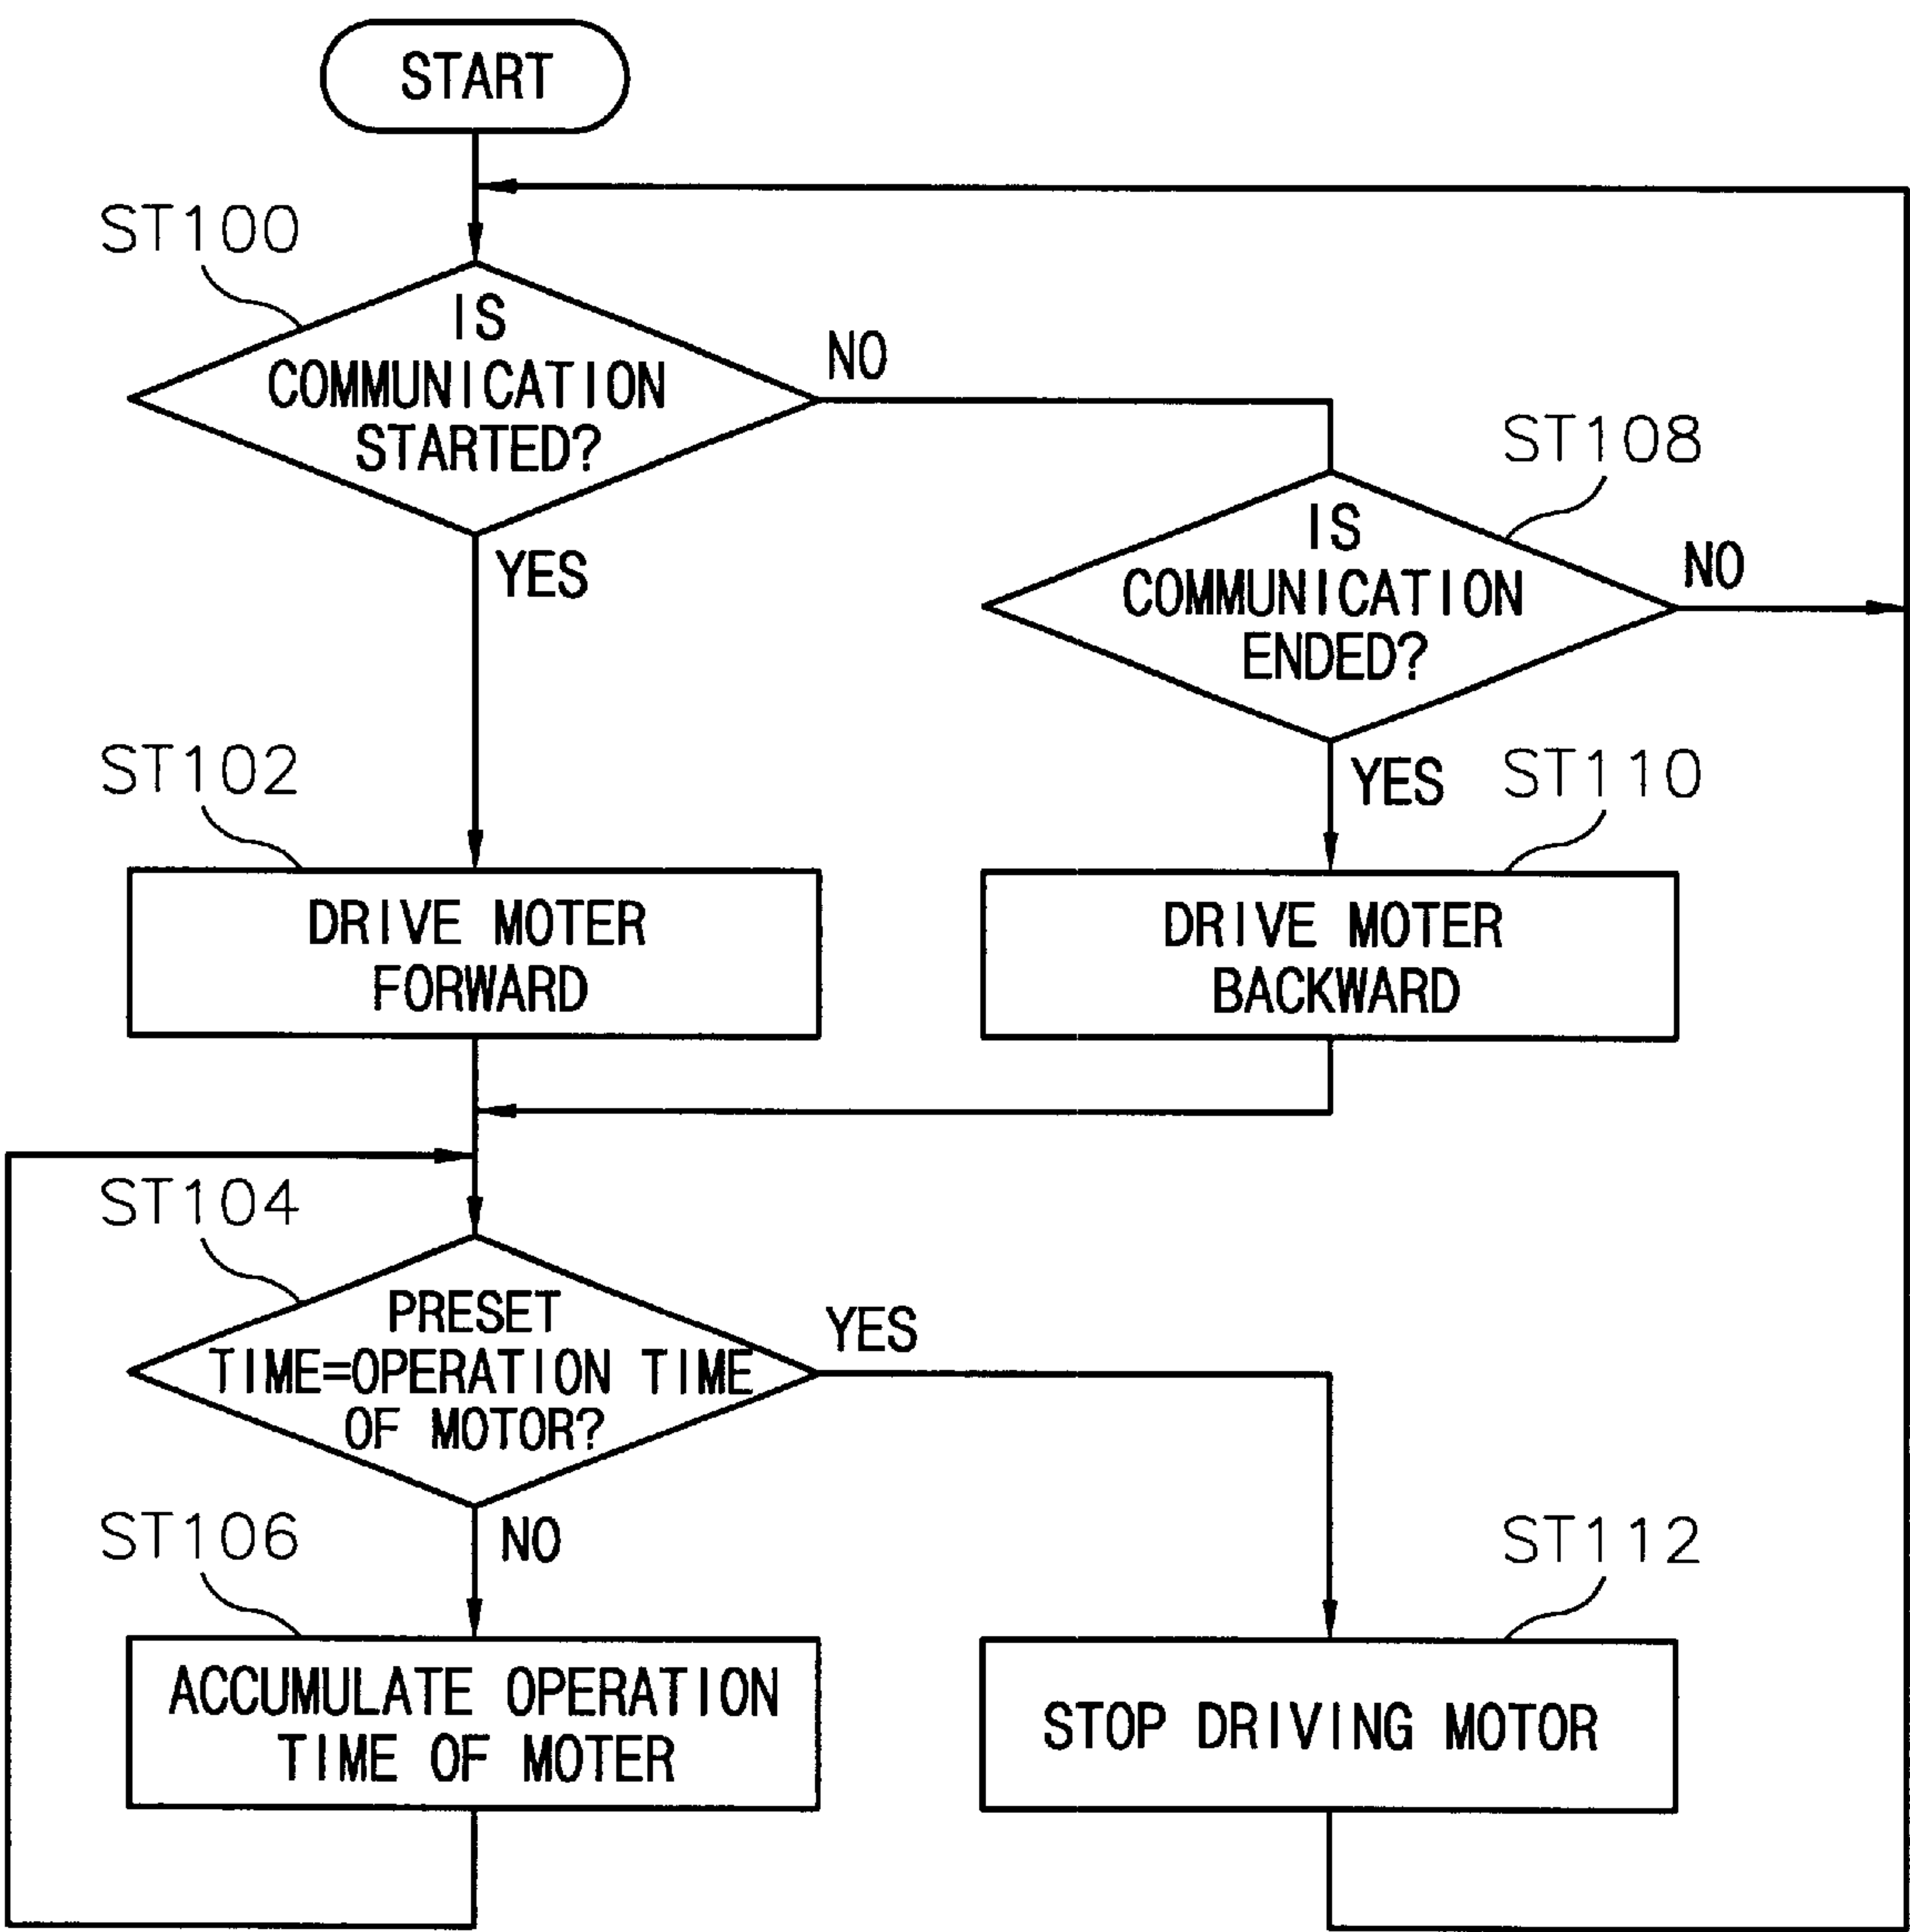 START
ST100
IS
COMMUNICATION
STARTED?
NO
YES
ST108
IS
COMMUNICATION
ENDED?
NO
YES
ST102
DRIVE MOTER
FORWARD
ST110
DRIVE MOTER
BACKWARD
ST104
PRESET
TIME=OPERATION TIME
OF MOTOR?
YES
NO
ST106
ACCUMULATE OPERATION
TIME OF MOTER
ST112
STOP DRIVING MOTOR